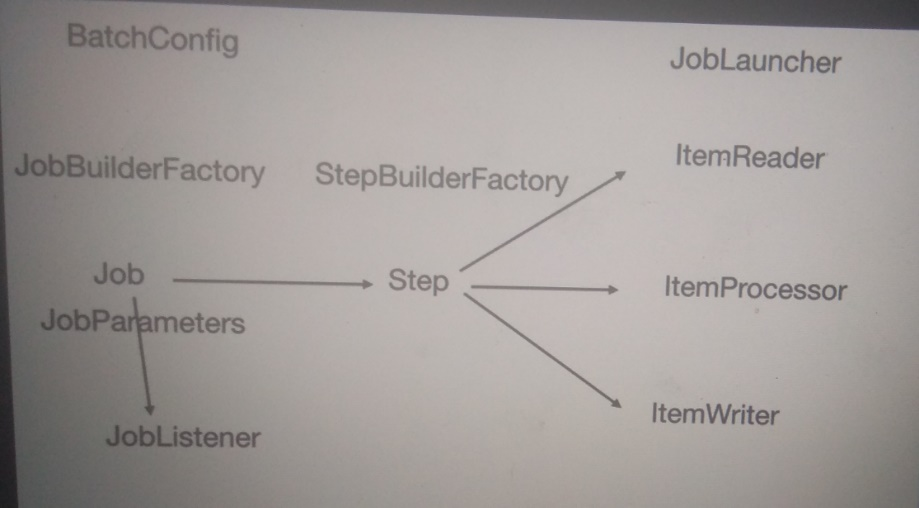 BatchConfig
JobLauncher
JobBuilderFactory
StepBuilderFactory
ItemReader
Job
Step
ItemProcessor
JobParameters
JobListener
ItemWriter